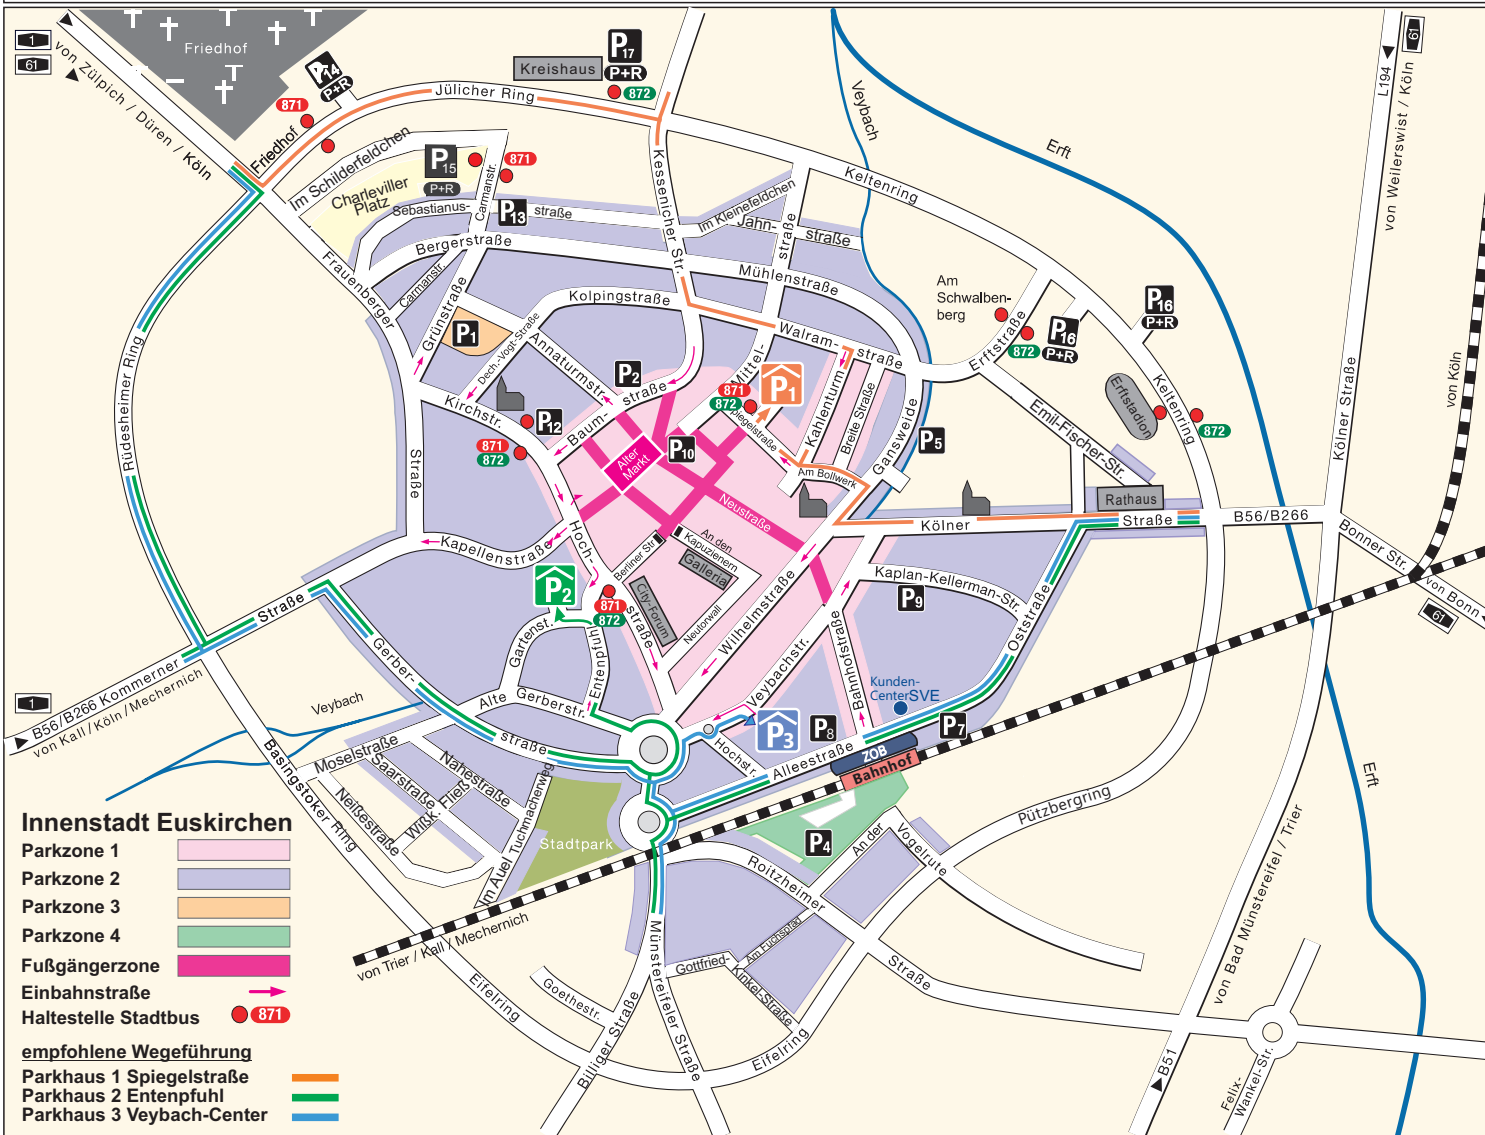 1
61
von Zülpich / Düren / Köln
Friedhof
P14
P+R
871
Friedhof
Jülicher Ring
Kreishaus
P17
P+R
872
Veybach
Erft
L194
61
von Weilerswist / Köln
Im Schilderfeldchen
Charleviller
Platz
P15
P+R
871
Carmanstr.
Sebastianus-
straße
P13
Kessenicher Str.
Im Kleinefeldchen
Jahn-
straße
straße
Keltenring
Bergerstraße
Mühlenstraße
Frauenberger
Carmanstr.
Grünstraße
Kolpingstraße
Am
Schwalben-
berg
Erftstraße
872
P16
P+R
P16
P+R
P1
Dech.-Vogt-Straße
Annaturmstr.
Walram-
straße
Mittel-
P2
Baum-
straße
871
872
P1
Spiegelstraße
Kahlenturm
Breite Straße
Gansweide
P5
Emil-Fischer-Str.
Erftstadion
Keltenring
872
Kölner Straße
von Köln
Rüdesheimer Ring
Kirchstr.
P12
871
872
Alter
Markt
P10
Am Bollwerk
Neustraße
Straße
Rathaus
Kölner
Straße
B56/B266
Bonner Str.
von Bonn
61
Kapellenstraße
Hoch-
straße
Berliner Str.
An den
Kapuzienern
Galleria
City-Forum
Neutorwall
Wilhelmstraße
Kaplan-Kellerman-Str.
P9
Oststraße
P2
871
872
Gartenst.
Entenpfuhl
Veybachstr.
Bahnhofstraße
Kunden-
CenterSVE
Straße
B56/B266 Kommerner
von Kall/Köln/Mechernich
1
Gerber-
straße
Alte
Gerberstr.
Veybach
P3
P8
P7
Hochstr.
Alleestraße
ZOB
Bahnhof
Moselstraße
Saarstraße
Nahestraße
Neißestraße
Wißk.
Fließ
Im Auel
Tuchmacherweg
Stadtpark
Basingstoker Ring
P4
An der
Vogelrute
Pützbergring
Erft
Roitzheimer
Straße
von Trier / Kall / Mechernich
Am Fuchspfad
Gottfried-
Kinkel-Straße
Goethestr.
Eifelring
Eifelring
Billiger Straße
Münstereifeler Straße
von Bad Münstereifel / Trier
B51
Felix-
Wankel-Str.
Innenstadt Euskirchen
Parkzone 1
Parkzone 2
Parkzone 3
Parkzone 4
Fußgängerzone
Einbahnstraße
Haltestelle Stadtbus
871
empfohlene Wegeführung
Parkhaus 1 Spiegelstraße
Parkhaus 2 Entenpfuhl
Parkhaus 3 Veybach-Center